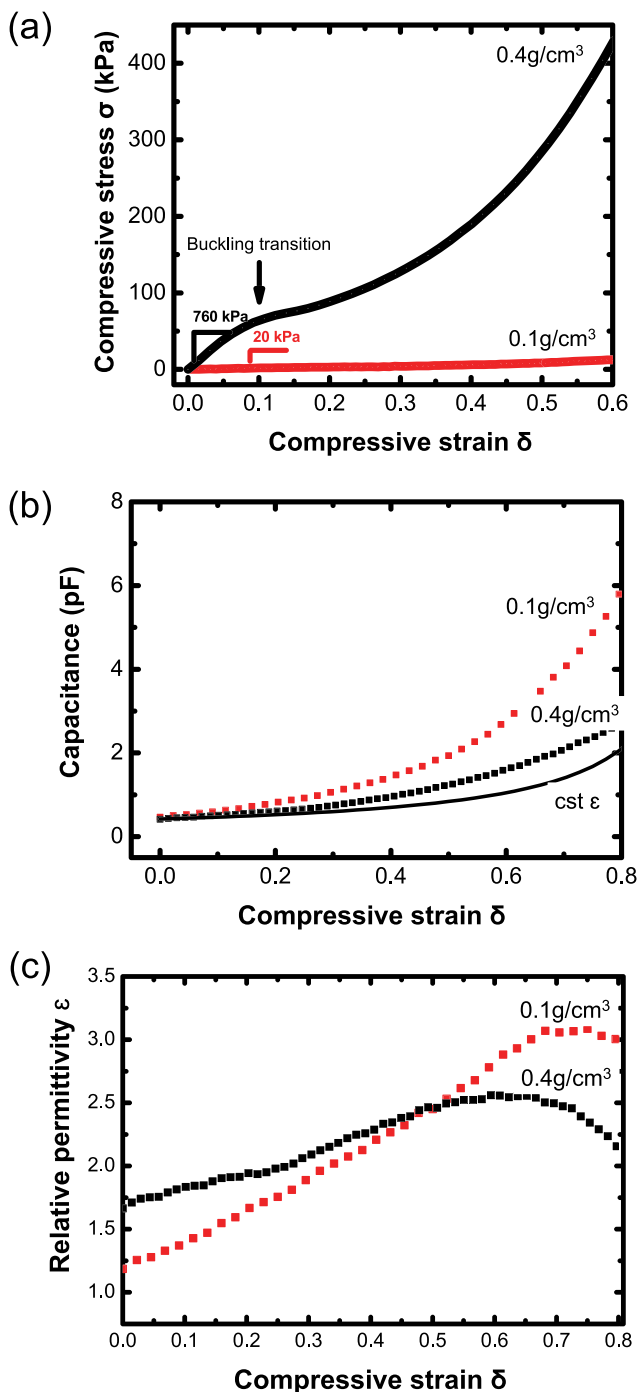 (a)
Compressive stress σ (kPa)
400
300
200
100
0
0.4g/cm³
Buckling transition
760 kPa
20 kPa
0.1g/cm³
0.0 0.1 0.2 0.3 0.4 0.5 0.6
Compressive strain δ
(b)
Capacitance (pF)
8
6
4
2
0
0.1g/cm³
0.4g/cm³
cst ε
0.0 0.2 0.4 0.6 0.8
Compressive strain δ
(c)
Relative permittivity ε
3.5
3.0
2.5
2.0
1.5
1.0
0.1g/cm³
0.4g/cm³
0.0 0.1 0.2 0.3 0.4 0.5 0.6 0.7 0.8
Compressive strain δ